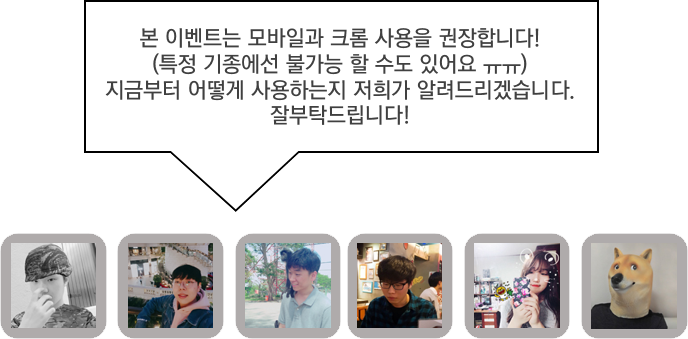 본 이벤트는 모바일과 크롬 사용을 권장합니다!
(특정 기종에선 불가능 할 수도 있어요 ㅠㅠ)
지금부터 어떻게 사용하는지 저희가 알려드리겠습니다.
잘부탁드립니다!